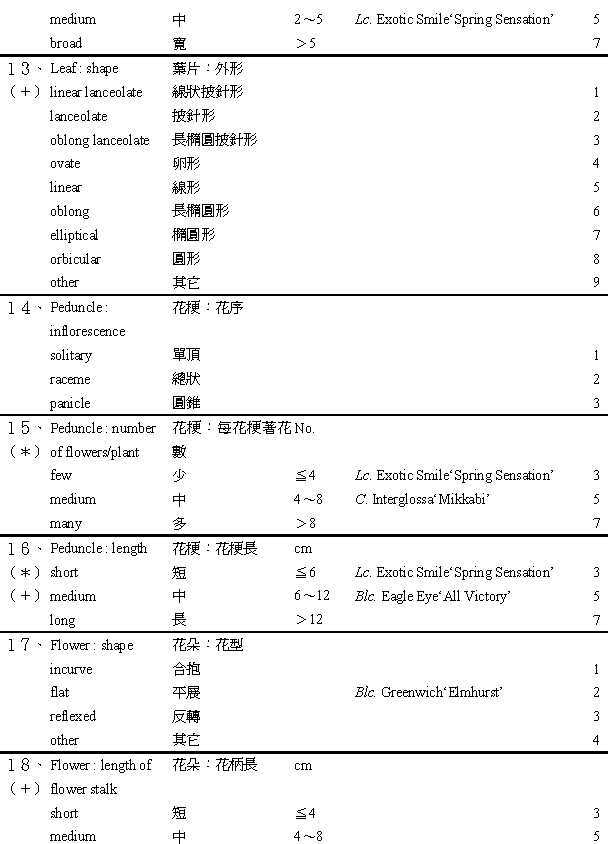 medium 中 2～5 Lc. Exotic Smile‘Spring Sensation’ 5
broad 寬 ＞5 7
１３、 Leaf : shape 葉片：外形
（＋） linear lanceolate 線狀披針形 1
lanceolate 披針形 2
oblong lanceolate 長橢圓披針形 3
ovate 卵形 4
linear 線形 5
oblong 長橢圓形 6
elliptical 橢圓形 7
orbicular 圓形 8
other 其它 9
１４、 Peduncle : 花梗：花序
inflorescence
solitary 單頂 1
raceme 總狀 2
panicle 圓錐 3
１５、 Peduncle : number 花梗：每花梗著花 No.
（＊） of flowers/plant 數
few 少 ≦4 Lc. Exotic Smile‘Spring Sensation’ 3
medium 中 4～8 C. Interglossa‘Mikkabi’ 5
many 多 ＞8 7
１６、 Peduncle : length 花梗：花梗長 cm
（＊） short 短 ≦6 Lc. Exotic Smile‘Spring Sensation’ 3
（＋） medium 中 6～12 Blc. Eagle Eye‘All Victory’ 5
long 長 ＞12 7
１７、 Flower : shape 花朵：花型
incurve 合抱 1
flat 平展 Blc. Greenwich‘Elmhurst’ 2
reflexed 反轉 3
other 其它 4
１８、 Flower : length of 花朵：花柄長 cm
（＋） flower stalk
short 短 ≦4 3
medium 中 4～8 5